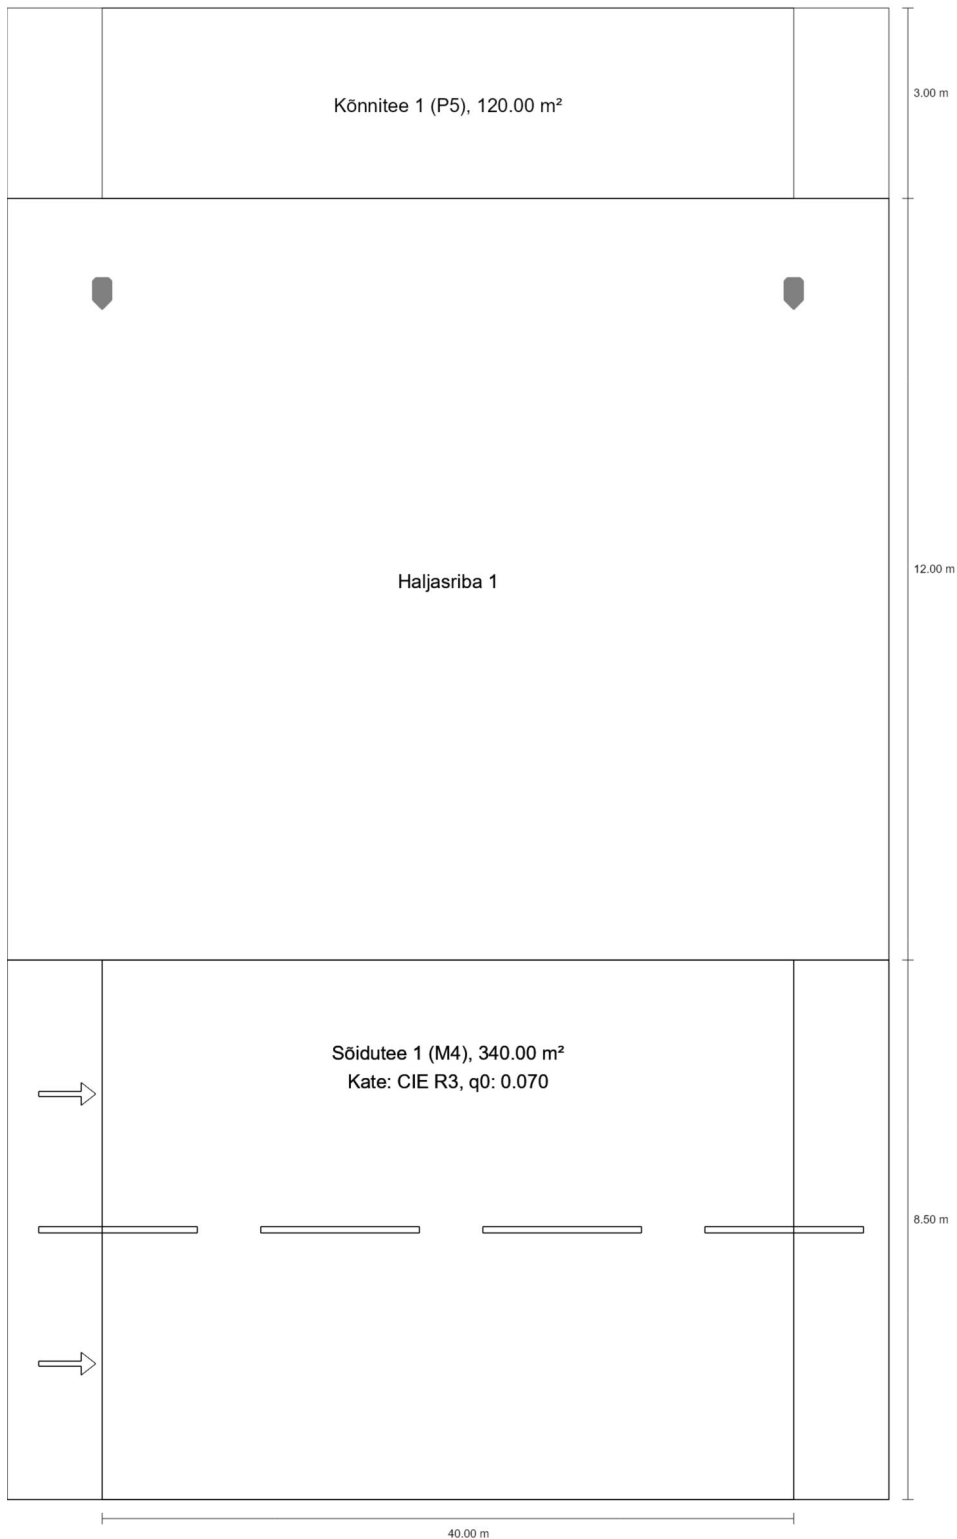 Kõnnitee 1 (P5), 120.00 m²
3.00 m
Haljasriba 1
12.00 m
Sõidutee 1 (M4), 340.00 m²
Kate: CIE R3, q0: 0.070
8.50 m
40.00 m